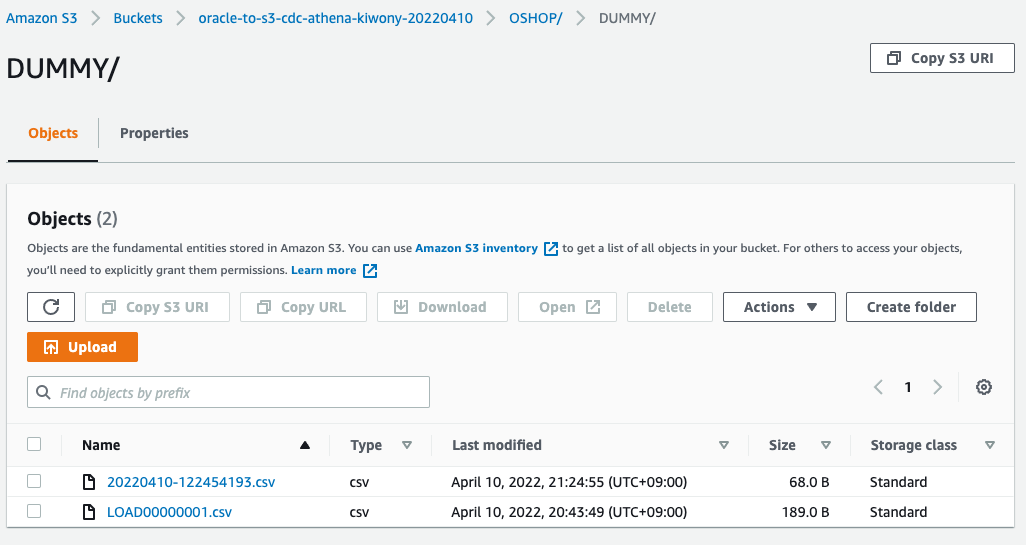 Amazon S3 > Buckets > oracle-to-s3-cdc-athena-kiwony-20220410 > OSHOP/ > DUMMY/
DUMMY/
Copy S3 URI
Objects Properties
Objects (2)
Objects are the fundamental entities stored in Amazon S3. You can use Amazon S3 inventory to get a list of all objects in your bucket. For others to access your objects,
you'll need to explicitly grant them permissions. Learn more
Copy S3 URI Copy URL Download Open Delete Actions Create folder
Upload
Find objects by prefix
1
Name Type Last modified Size Storage class
20220410-122454193.csv csv April 10, 2022, 21:24:55 (UTC+09:00) 68.0 B Standard
LOAD00000001.csv csv April 10, 2022, 20:43:49 (UTC+09:00) 189.0 B Standard